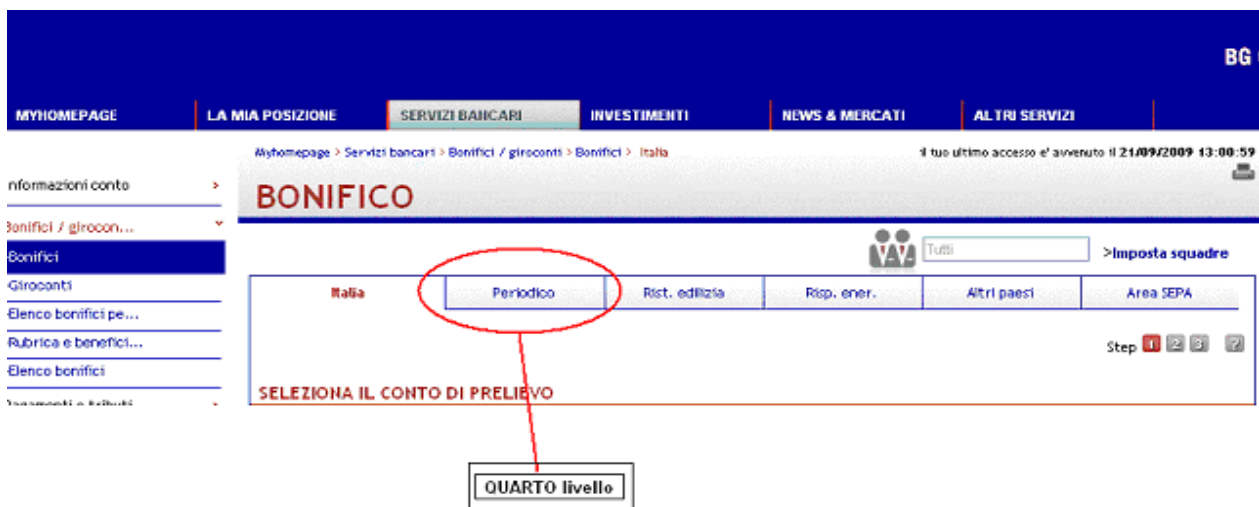 BG
MYHOMEPAGE LA MIA POSIZIONE SERVIZI BANCARI INVESTIMENTI NEWS & MERCATI ALTRI SERVIZI
Myhomepage > Servizi bancari > Bonifici / giroconti > Bonifici > Italia
il tuo ultimo accesso e' avvenuto il 21/09/2009 13:00:59
nformazioni conto
BONIFICO
Bonifici / girocon...
Bonifici
Tutti >Imposta squadre
Giroconti
Italia Periodico Rist. edilizia Risp. ener. Altri paesi Area SEPA
Elenco bonifici pe...
Rubrica e benefici...
Step 1 2 3 ?
Elenco bonifici
SELEZIONA IL CONTO DI PRELIEVO
Pagamenti e tributi
QUARTO livello